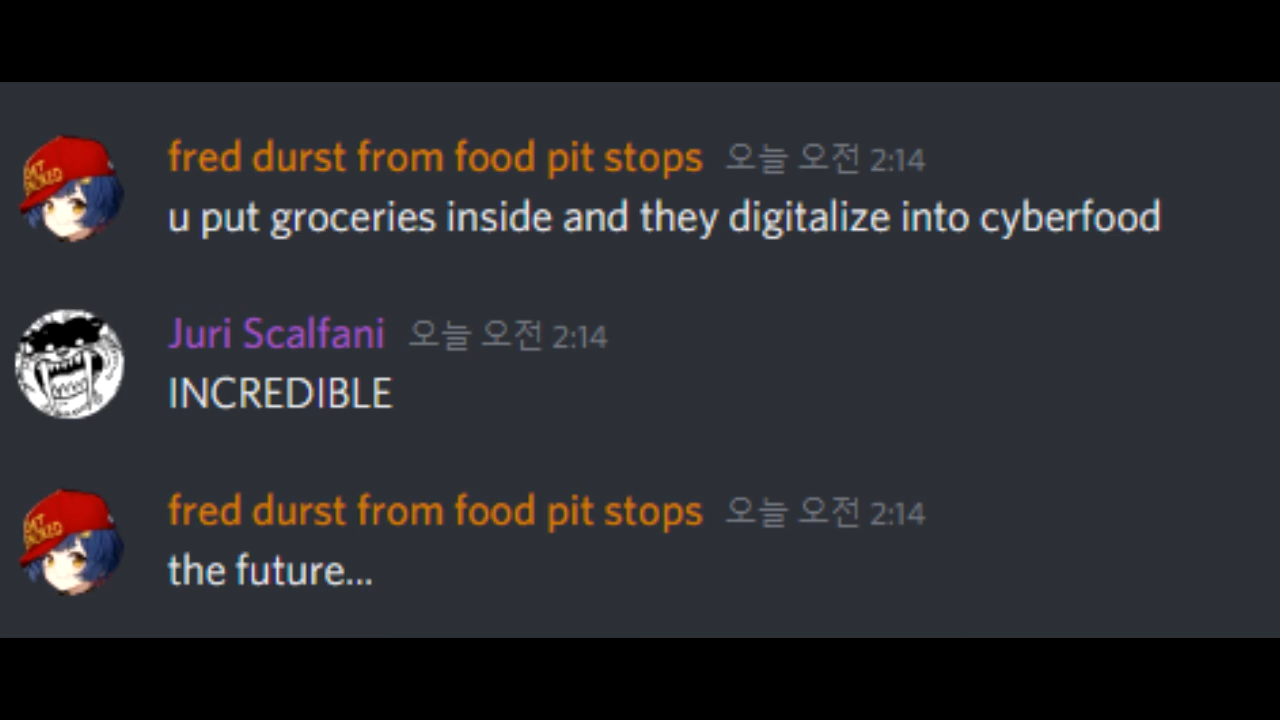 fred durst from food pit stops 오늘 오전 2:14
u put groceries inside and they digitalize into cyberfood
Juri Scalfani 오늘 오전 2:14
INCREDIBLE
fred durst from food pit stops 오늘 오전 2:14
the future...